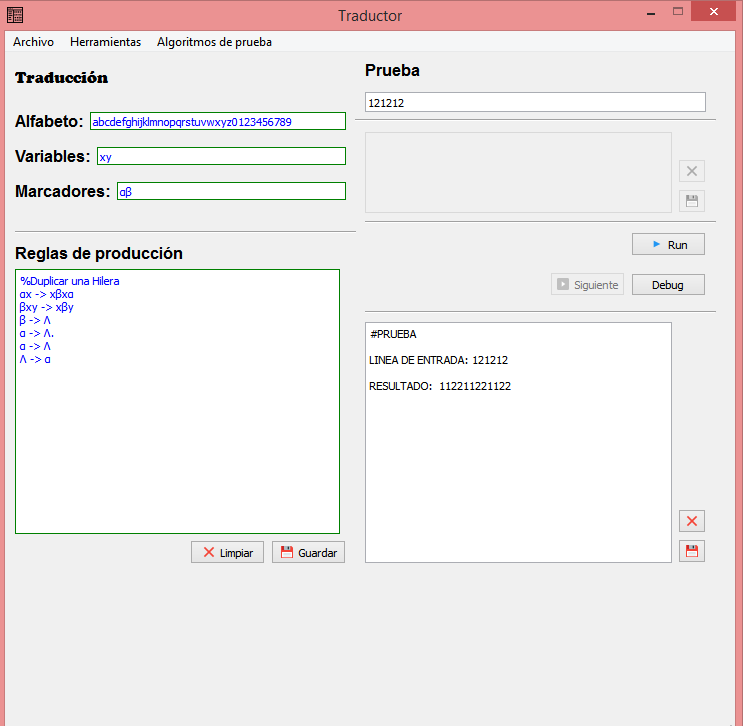 Traductor
Archivo Herramientas Algoritmos de prueba
Traducción
Alfabeto: abcdefghijklmnopqrstuvwxyz0123456789
Variables: xy
Marcadores: αβ
Reglas de producción
%Duplicar una Hilera
αx -> xβxα
βxy -> xβy
β -> Λ
α -> Λ.
α -> Λ
Λ -> α
Limpiar Guardar
Prueba
121212
Run
Siguiente Debug
#PRUEBA
LINEA DE ENTRADA: 121212
RESULTADO: 112211221122